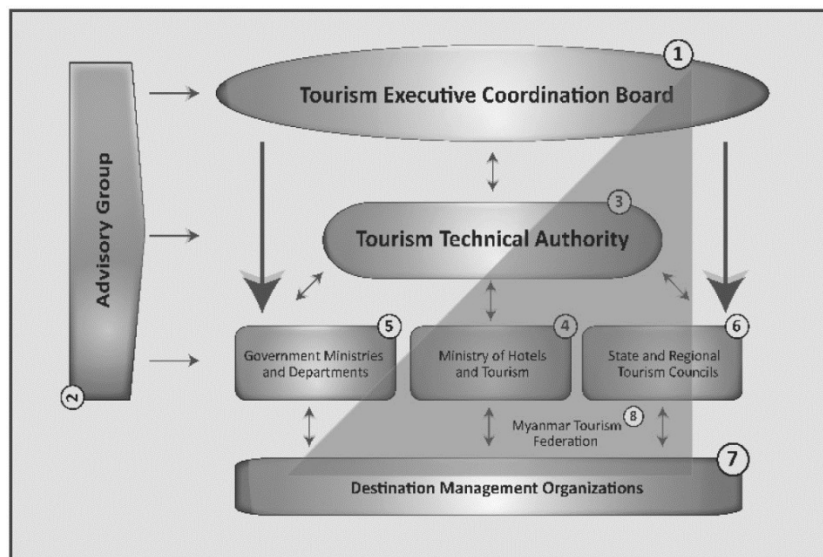 1
Tourism Executive Coordination Board
Advisory Group
2
3
Tourism Technical Authority
5
Government Ministries
and Departments
4
Ministry of Hotels
and Tourism
6
State and Regional
Tourism Councils
8
Myanmar Tourism
Federation
7
Destination Management Organizations